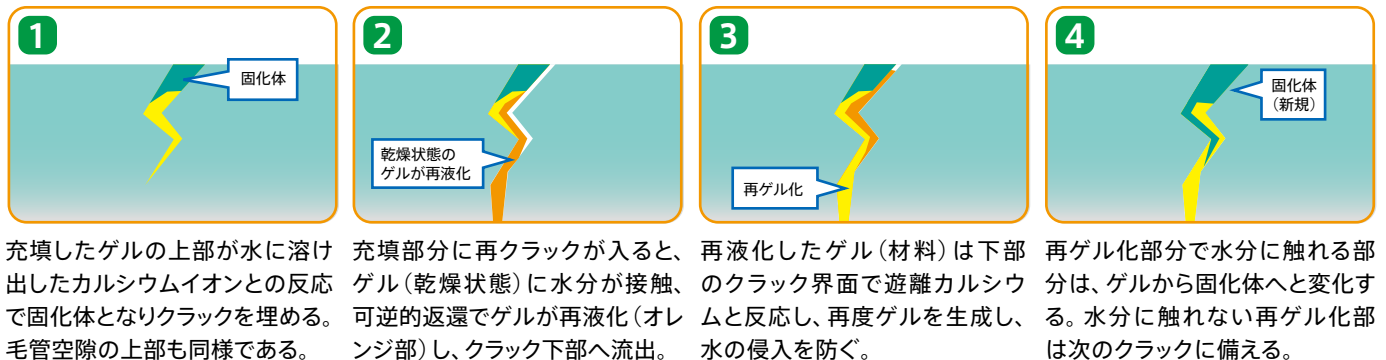 1
固化体
充填したゲルの上部が水に溶け
出したカルシウムイオンとの反応
で固化体となりクラックを埋める。
毛管空隙の上部も同様である。
2
乾燥状態の
ゲルが再液化
充填部分に再クラックが入ると、
ゲル（乾燥状態）に水分が接触、
可逆的返還でゲルが再液化（オレ
ンジ部）し、クラック下部へ流出。
3
再ゲル化
再液化したゲル（材料）は下部
のクラック界面で遊離カルシウ
ムと反応し、再度ゲルを生成し、
水の侵入を防ぐ。
4
固化体
（新規）
再ゲル化部分で水分に触れる部
分は、ゲルから固化体へと変化す
る。水分に触れない再ゲル化部
は次のクラックに備える。